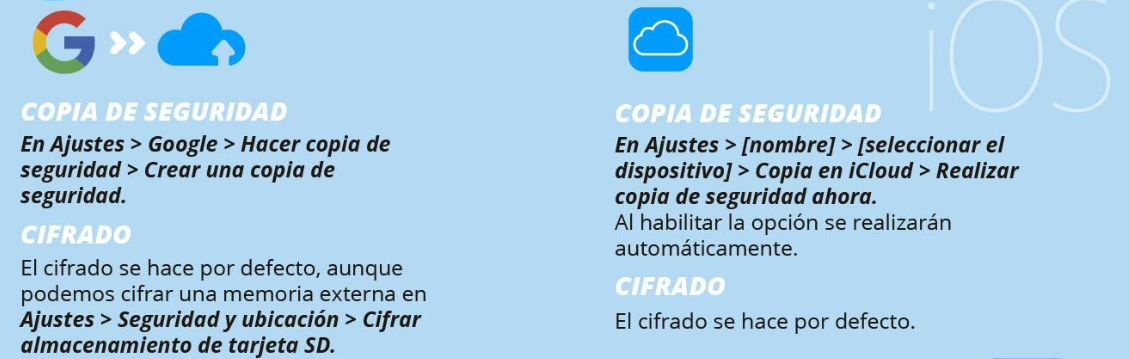 COPIA DE SEGURIDAD
En Ajustes > Google > Hacer copia de
seguridad > Crear una copia de
seguridad.
CIFRADO
El cifrado se hace por defecto, aunque
podemos cifrar una memoria externa en
Ajustes > Seguridad y ubicación > Cifrar
almacenamiento de tarjeta SD.
iOS
COPIA DE SEGURIDAD
En Ajustes > [nombre] > [seleccionar el
dispositivo] > Copia en iCloud > Realizar
copia de seguridad ahora.
Al habilitar la opción se realizarán
automáticamente.
CIFRADO
El cifrado se hace por defecto.